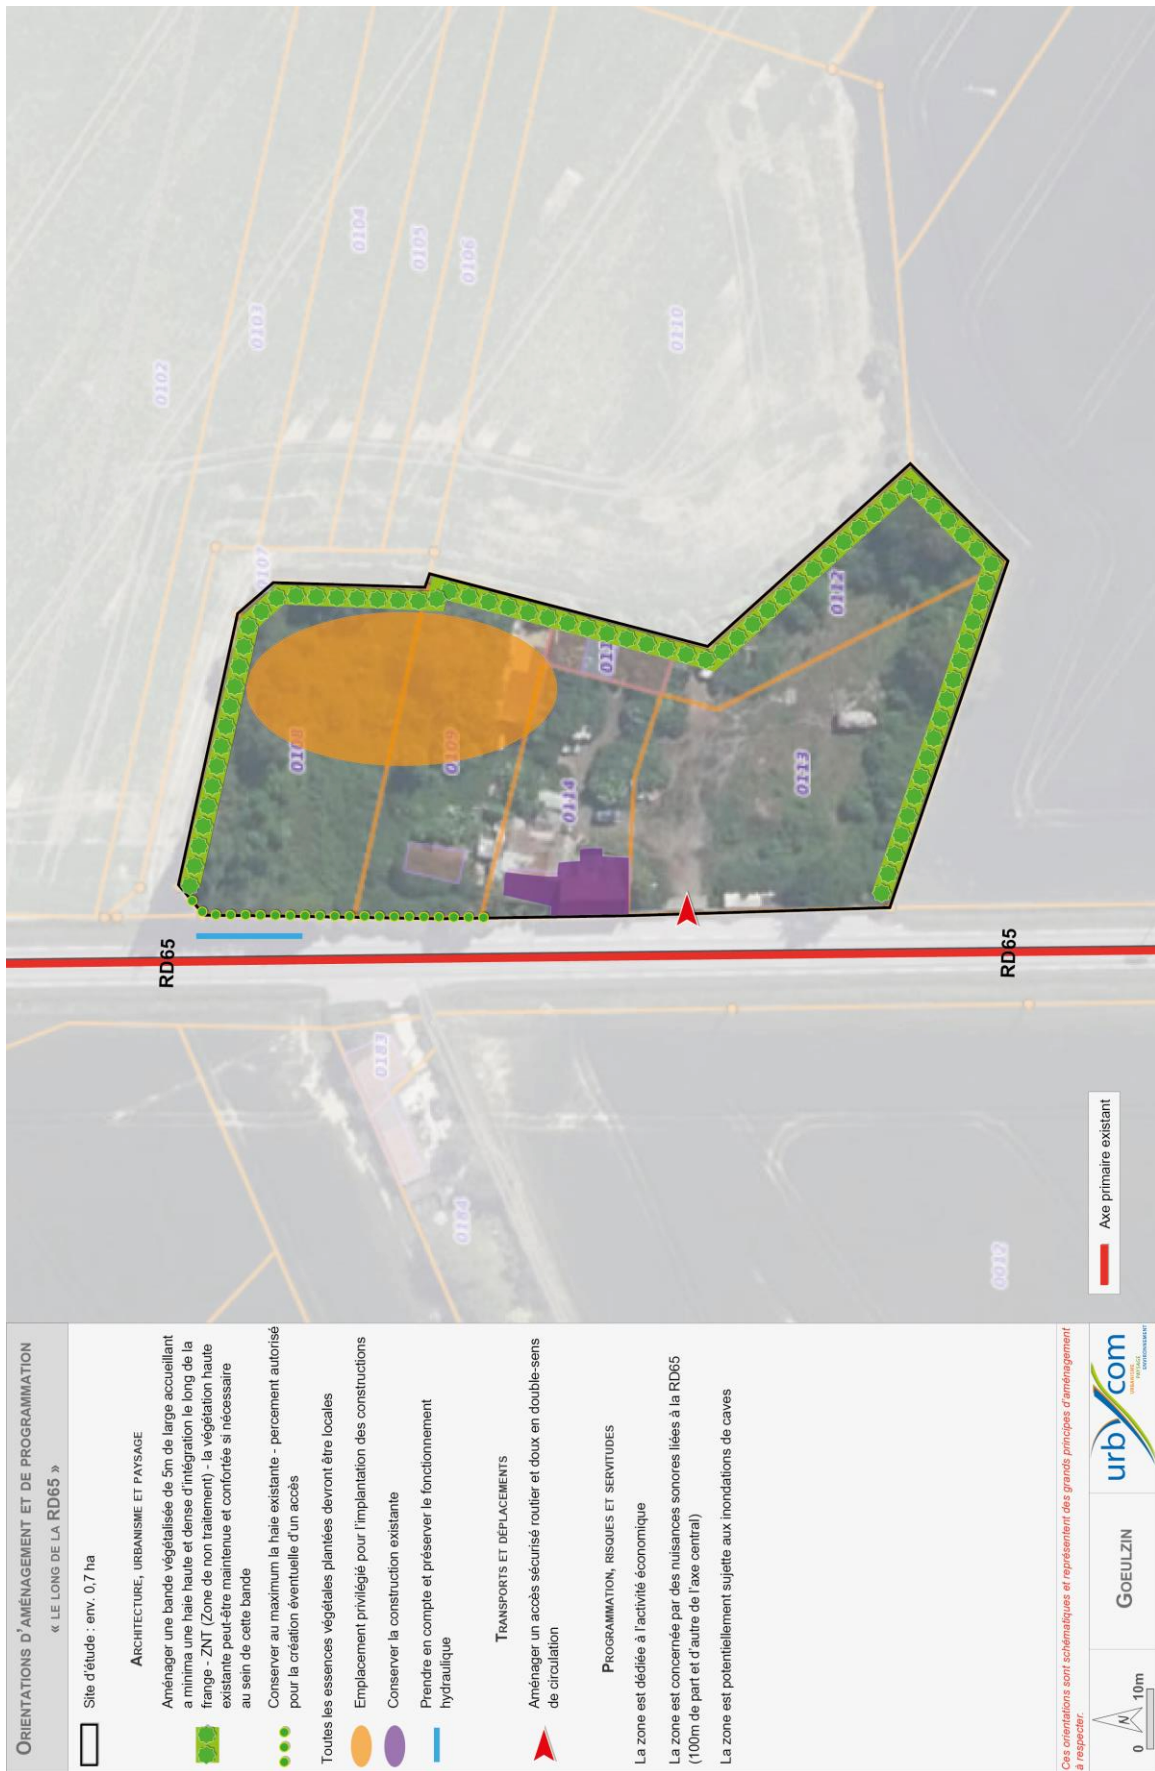 ORIENTATIONS D'AMÉNAGEMENT ET DE PROGRAMMATION
« LE LONG DE LA RD65 »
Site d'étude : env. 0,7 ha
ARCHITECTURE, URBANISME ET PAYSAGE
Aménager une bande végétalisée de 5m de large accueillant
a minima une haie haute et dense d'intégration le long de la
frange - ZNT (Zone de non traitement) - la végétation haute
existante peut-être maintenue et confortée si nécessaire
au sein de cette bande
Conserver au maximum la haie existante - percement autorisé
pour la création éventuelle d'un accès
Toutes les essences végétales plantées devront être locales
Emplacement privilégié pour l'implantation des constructions
Conserver la construction existante
Prendre en compte et préserver le fonctionnement
hydraulique
TRANSPORTS ET DÉPLACEMENTS
Aménager un accès sécurisé routier et doux en double-sens
de circulation
PROGRAMMATION, RISQUES ET SERVITUDES
La zone est dédiée à l'activité économique
La zone est concernée par des nuisances sonores liées à la RD65
(100m de part et d'autre de l'axe central)
La zone est potentiellement sujette aux inondations de caves
Ces orientations sont schématiques et représentent des grands principes d'aménagement
à respecter.
N
0 10m
GOEULZIN
urbycom
URBANISME
PAYSAGE
ENVIRONNEMENT
Axe primaire existant
RD65
RD65
0102
0103
0104
0105
0106
0107
0108
0109
0110
0112
0113
0114
0183
0184
0012